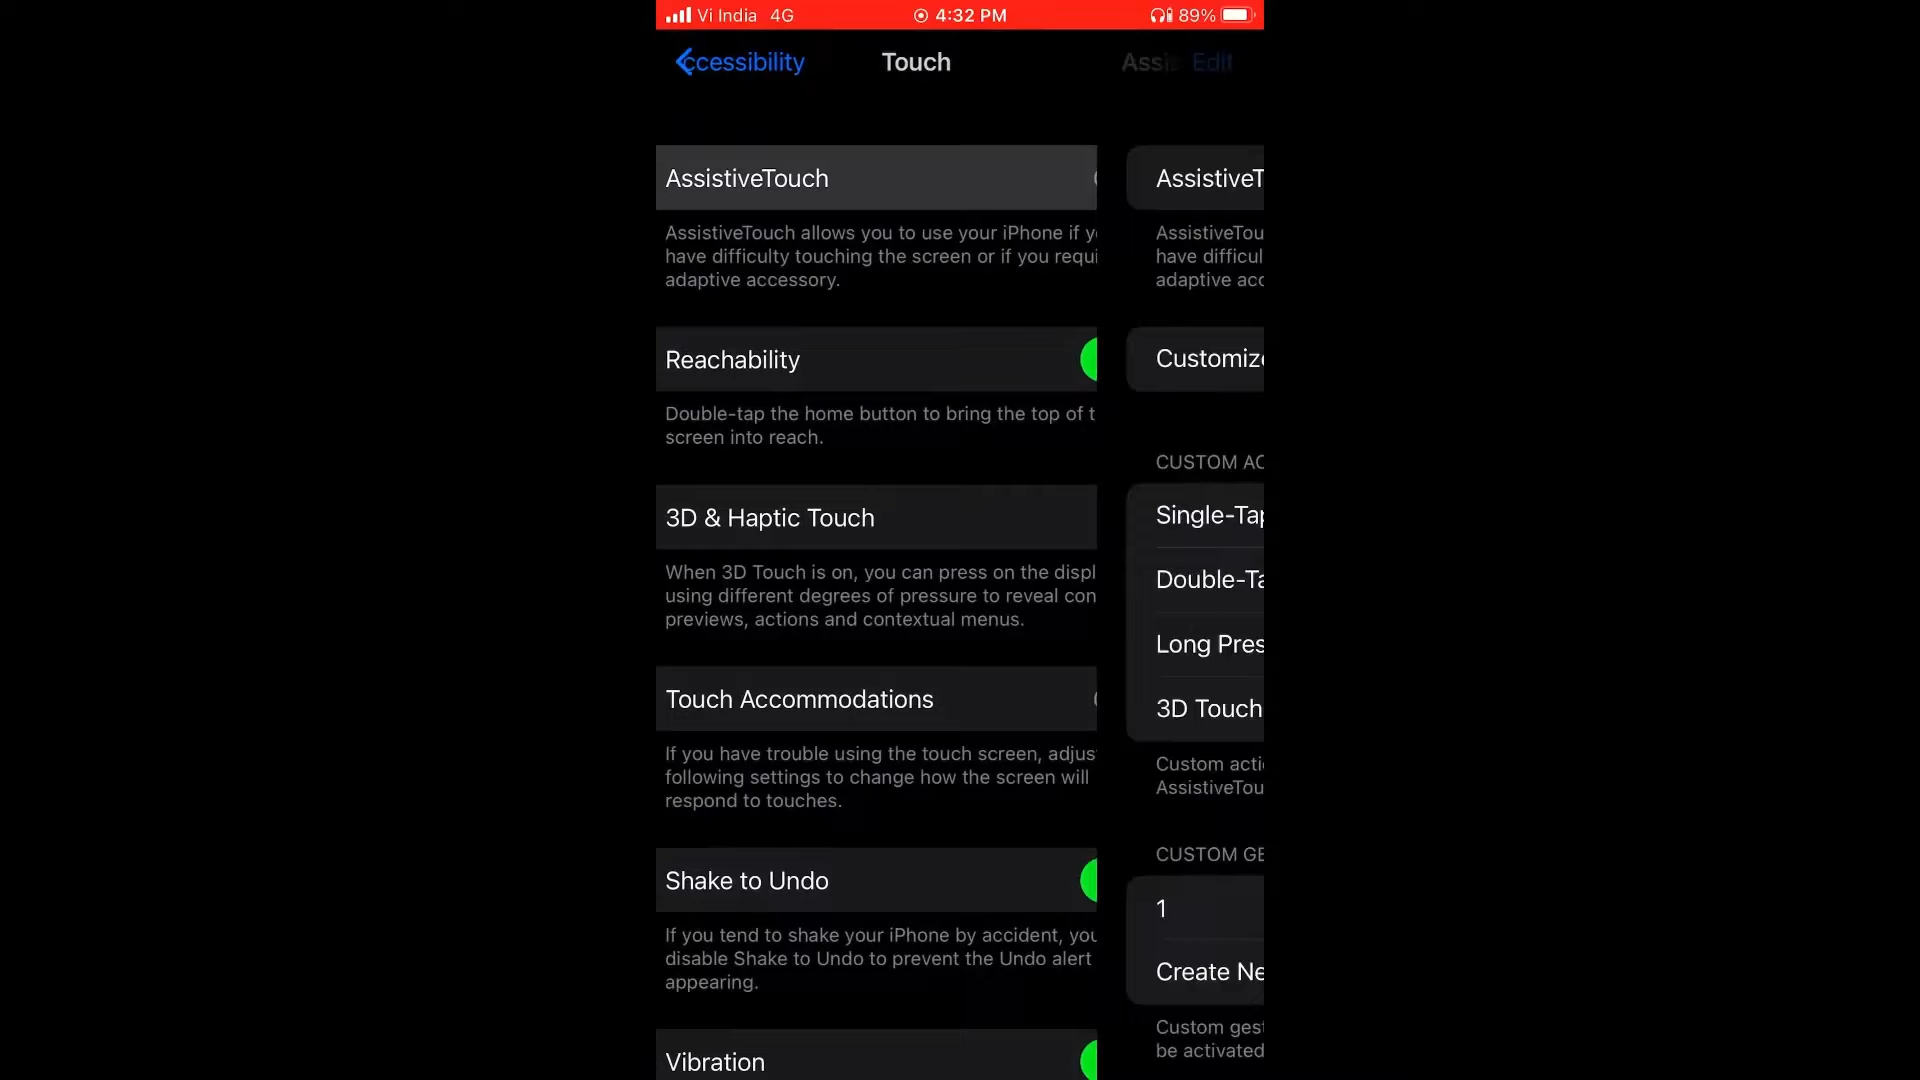 Vi India 4G
4:32 PM
89%
ccessibility
Touch
Assis
Edit
AssistiveTouch
AssistiveTouch allows you to use your iPhone if y
have difficulty touching the screen or if you requi
adaptive accessory.
Reachability
Double-tap the home button to bring the top of t
screen into reach.
3D & Haptic Touch
When 3D Touch is on, you can press on the displ
using different degrees of pressure to reveal con
previews, actions and contextual menus.
Touch Accommodations
If you have trouble using the touch screen, adjus
following settings to change how the screen will
respond to touches.
Shake to Undo
If you tend to shake your iPhone by accident, you
disable Shake to Undo to prevent the Undo alert
appearing.
Vibration
AssistiveT
AssistiveTou
have difficul
adaptive acc
Customize
CUSTOM AC
Single-Tap
Double-Ta
Long Pres
3D Touch
Custom acti
AssistiveTou
CUSTOM GE
1
Create Ne
Custom gest
be activated